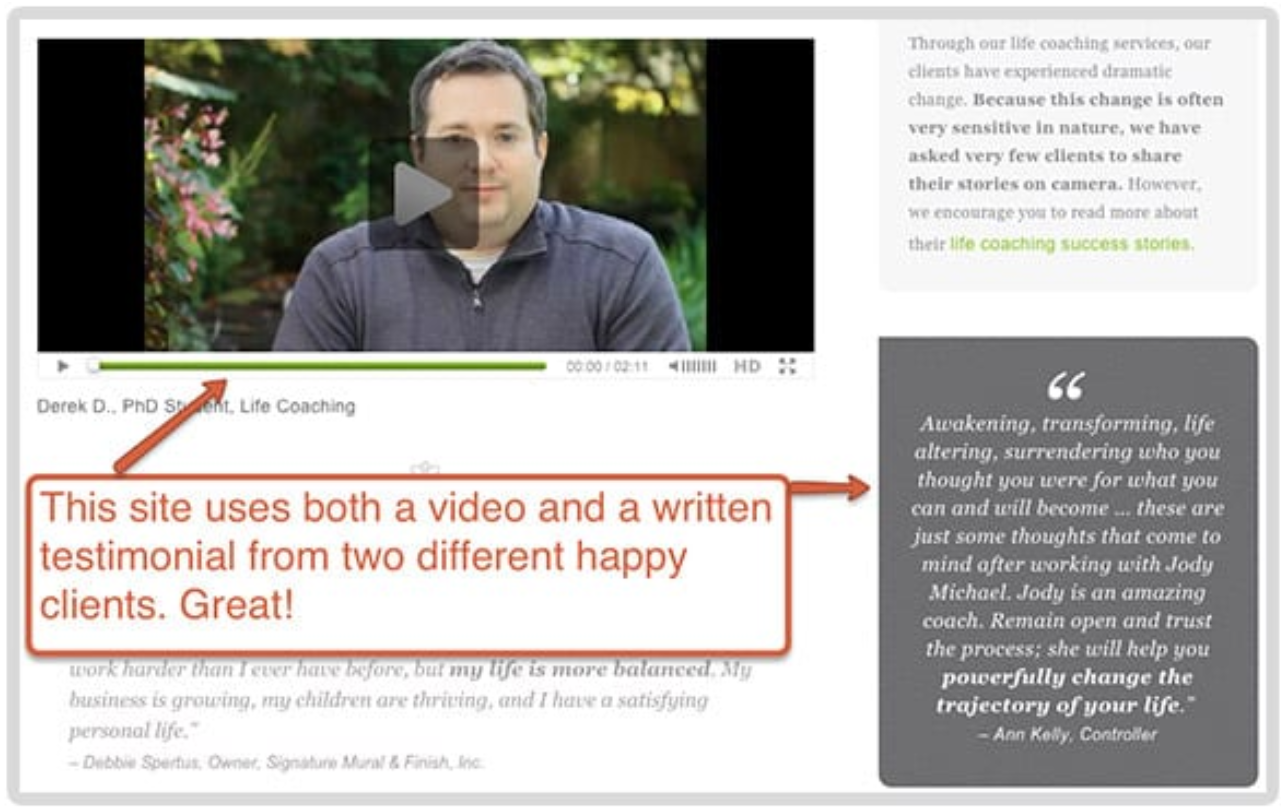 Through our life coaching services, our
clients have experienced dramatic
change. Because this change is often
very sensitive in nature, we have
asked very few clients to share
their stories on camera. However,
we encourage you to read more about
their life coaching success stories.
00:00 / 02:11
HD
Derek D., PhD Student, Life Coaching
This site uses both a video and a written
testimonial from two different happy
clients. Great!
work harder than I ever have before, but my life is more balanced. My
business is growing, my children are thriving, and I have a satisfying
personal life."
– Debbie Spertus, Owner, Signature Mural & Finish, Inc.
“
Awakening, transforming, life
altering, surrendering who you
thought you were for what you
can and will become ... these are
just some thoughts that come to
mind after working with Jody
Michael. Jody is an amazing
coach. Remain open and trust
the process; she will help you
powerfully change the
trajectory of your life."
– Ann Kelly, Controller